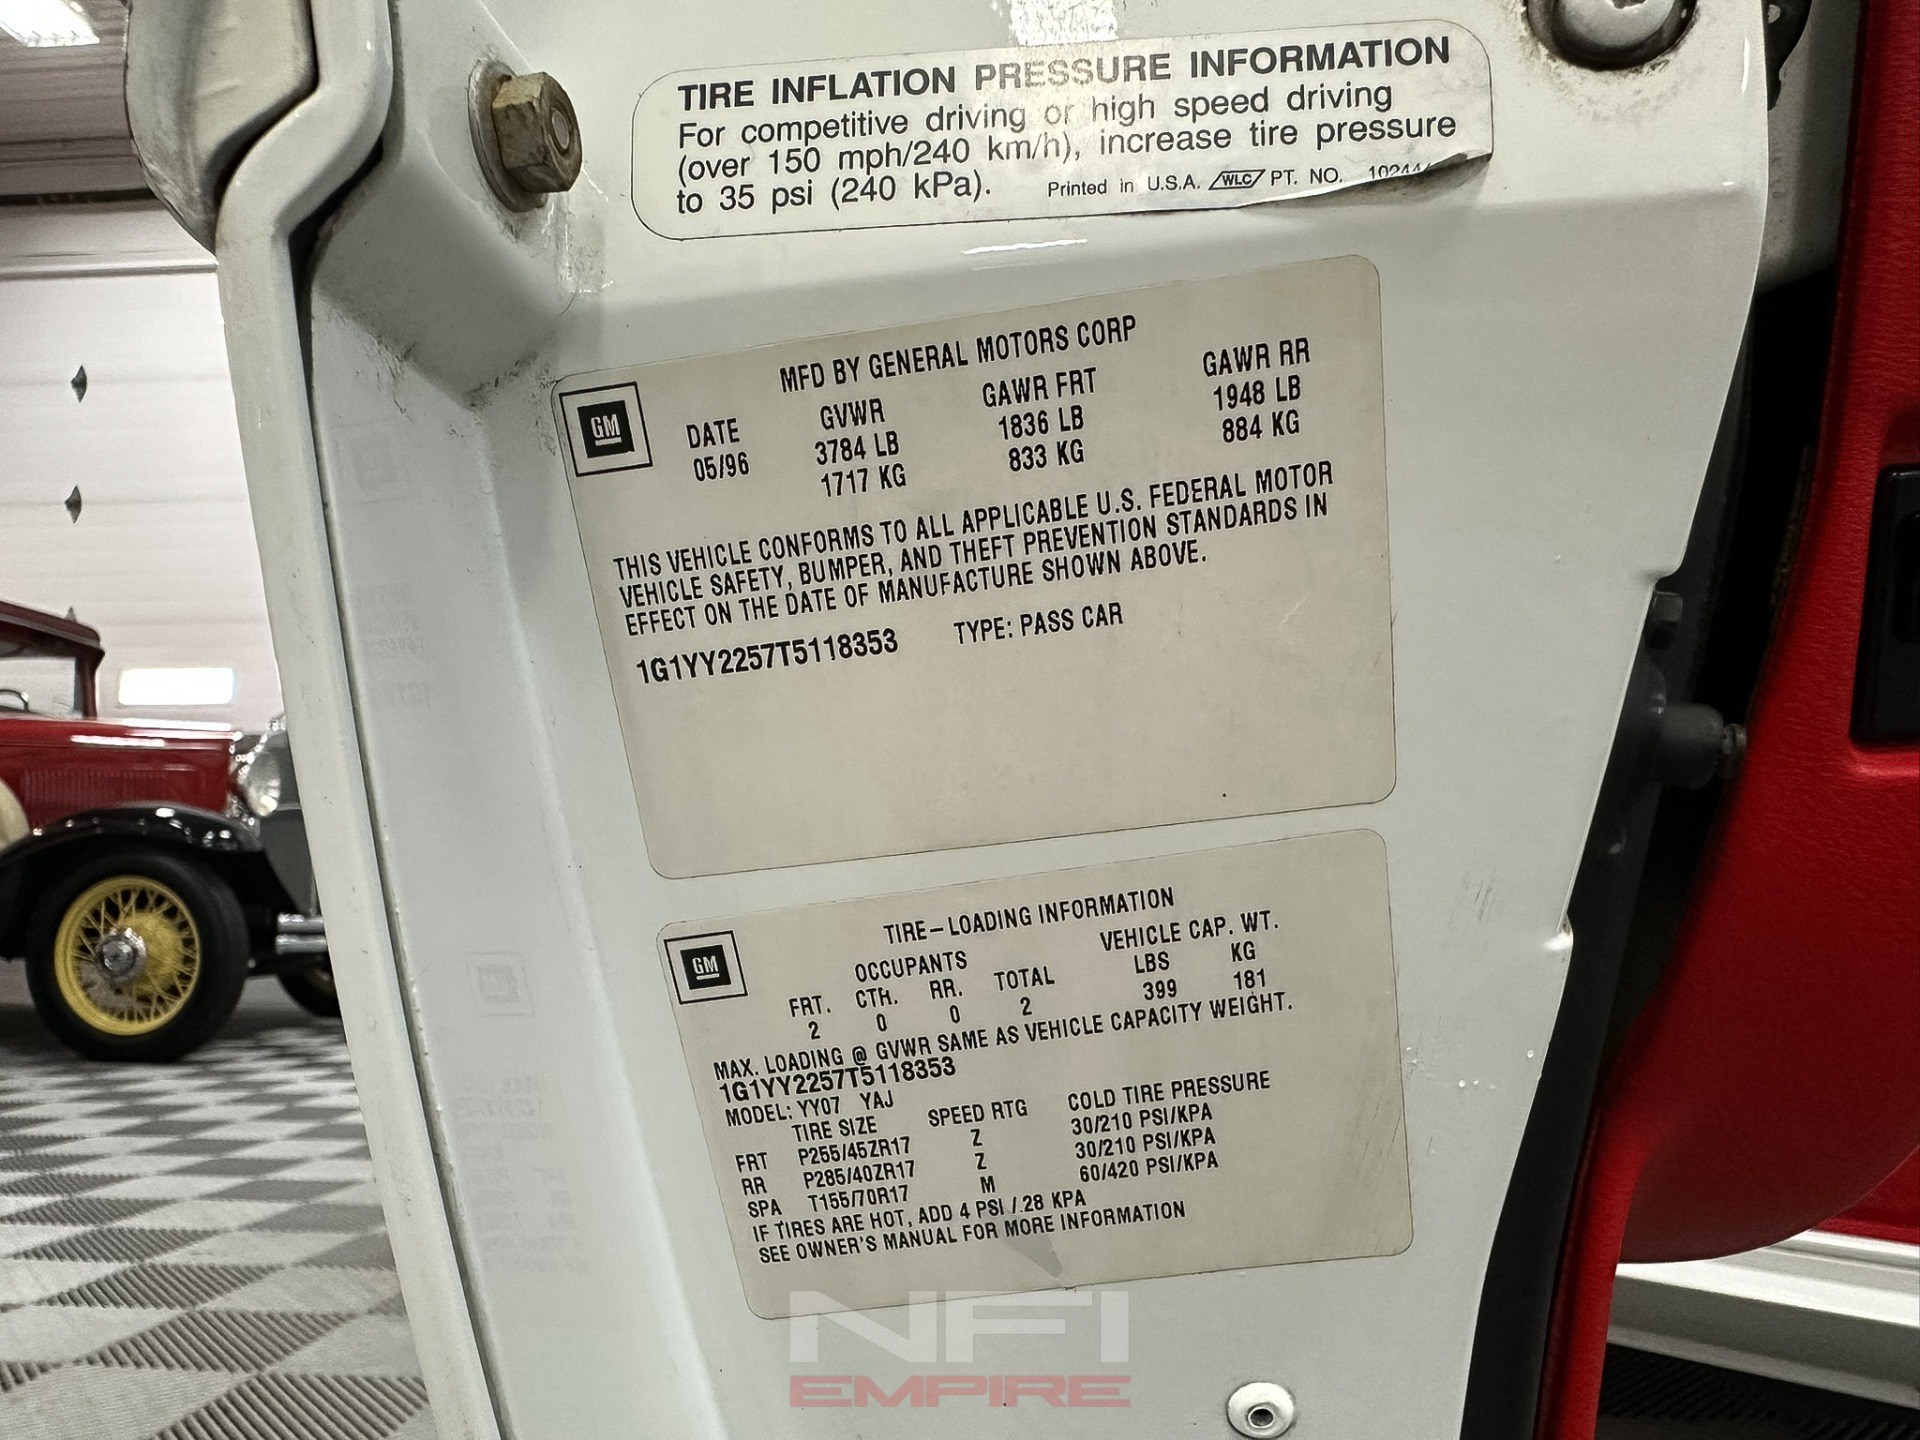 TIRE INFLATION PRESSURE INFORMATION
For competitive driving or high speed driving
(over 150 mph/240 km/h), increase tire pressure
to 35 psi (240 kPa). Printed in U.S.A. WLC PT. NO.
MFD BY GENERAL MOTORS CORP
GM
DATE GVWR GAWR FRT GAWR RR
05/96 3784 LB 1836 LB 1948 LB
1717 KG 833 KG 884 KG
THIS VEHICLE CONFORMS TO ALL APPLICABLE U.S. FEDERAL MOTOR
VEHICLE SAFETY, BUMPER, AND THEFT PREVENTION STANDARDS IN
EFFECT ON THE DATE OF MANUFACTURE SHOWN ABOVE.
1G1YY2257T5118353 TYPE: PASS CAR
GM
TIRE-LOADING INFORMATION
OCCUPANTS VEHICLE CAP. WT.
FRT. CTR. RR. TOTAL LBS KG
2 0 0 2 399 181
MAX. LOADING @ GVWR SAME AS VEHICLE CAPACITY WEIGHT.
1G1YY2257T5118353
MODEL: YY07 YAJ
TIRE SIZE SPEED RTG COLD TIRE PRESSURE
FRT P255/45ZR17 Z 30/210 PSI/KPA
RR P285/40ZR17 Z 30/210 PSI/KPA
SPA T155/70R17 M 60/420 PSI/KPA
IF TIRES ARE HOT, ADD 4 PSI /.28 KPA
SEE OWNER'S MANUAL FOR MORE INFORMATION
NFI
EMPIRE